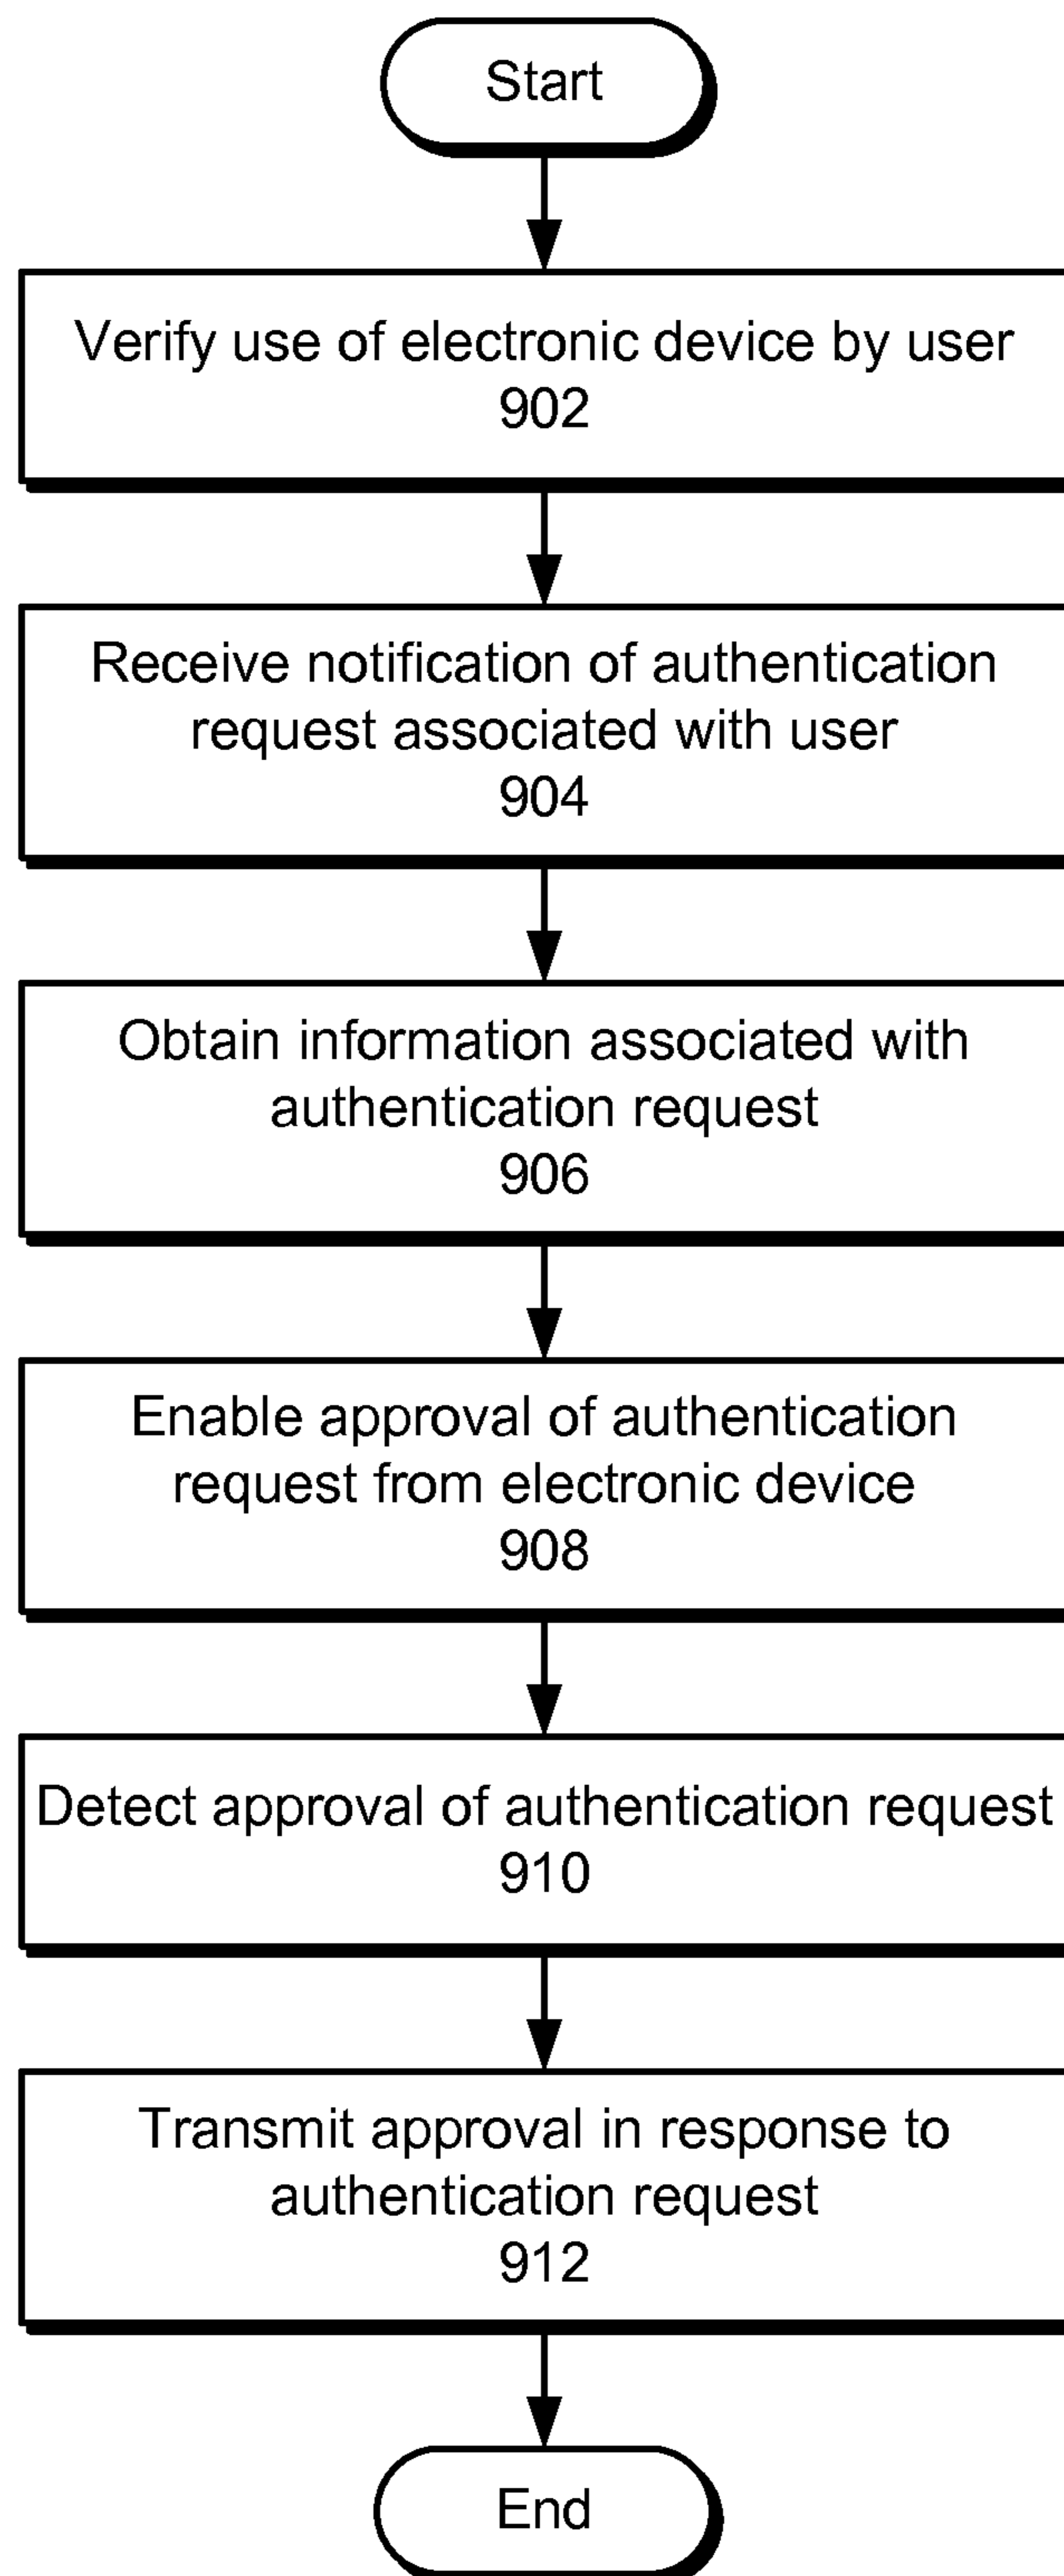 Start
Verify use of electronic device by user
902
Receive notification of authentication
request associated with user
904
Obtain information associated with
authentication request
906
Enable approval of authentication
request from electronic device
908
Detect approval of authentication request
910
Transmit approval in response to
authentication request
912
End